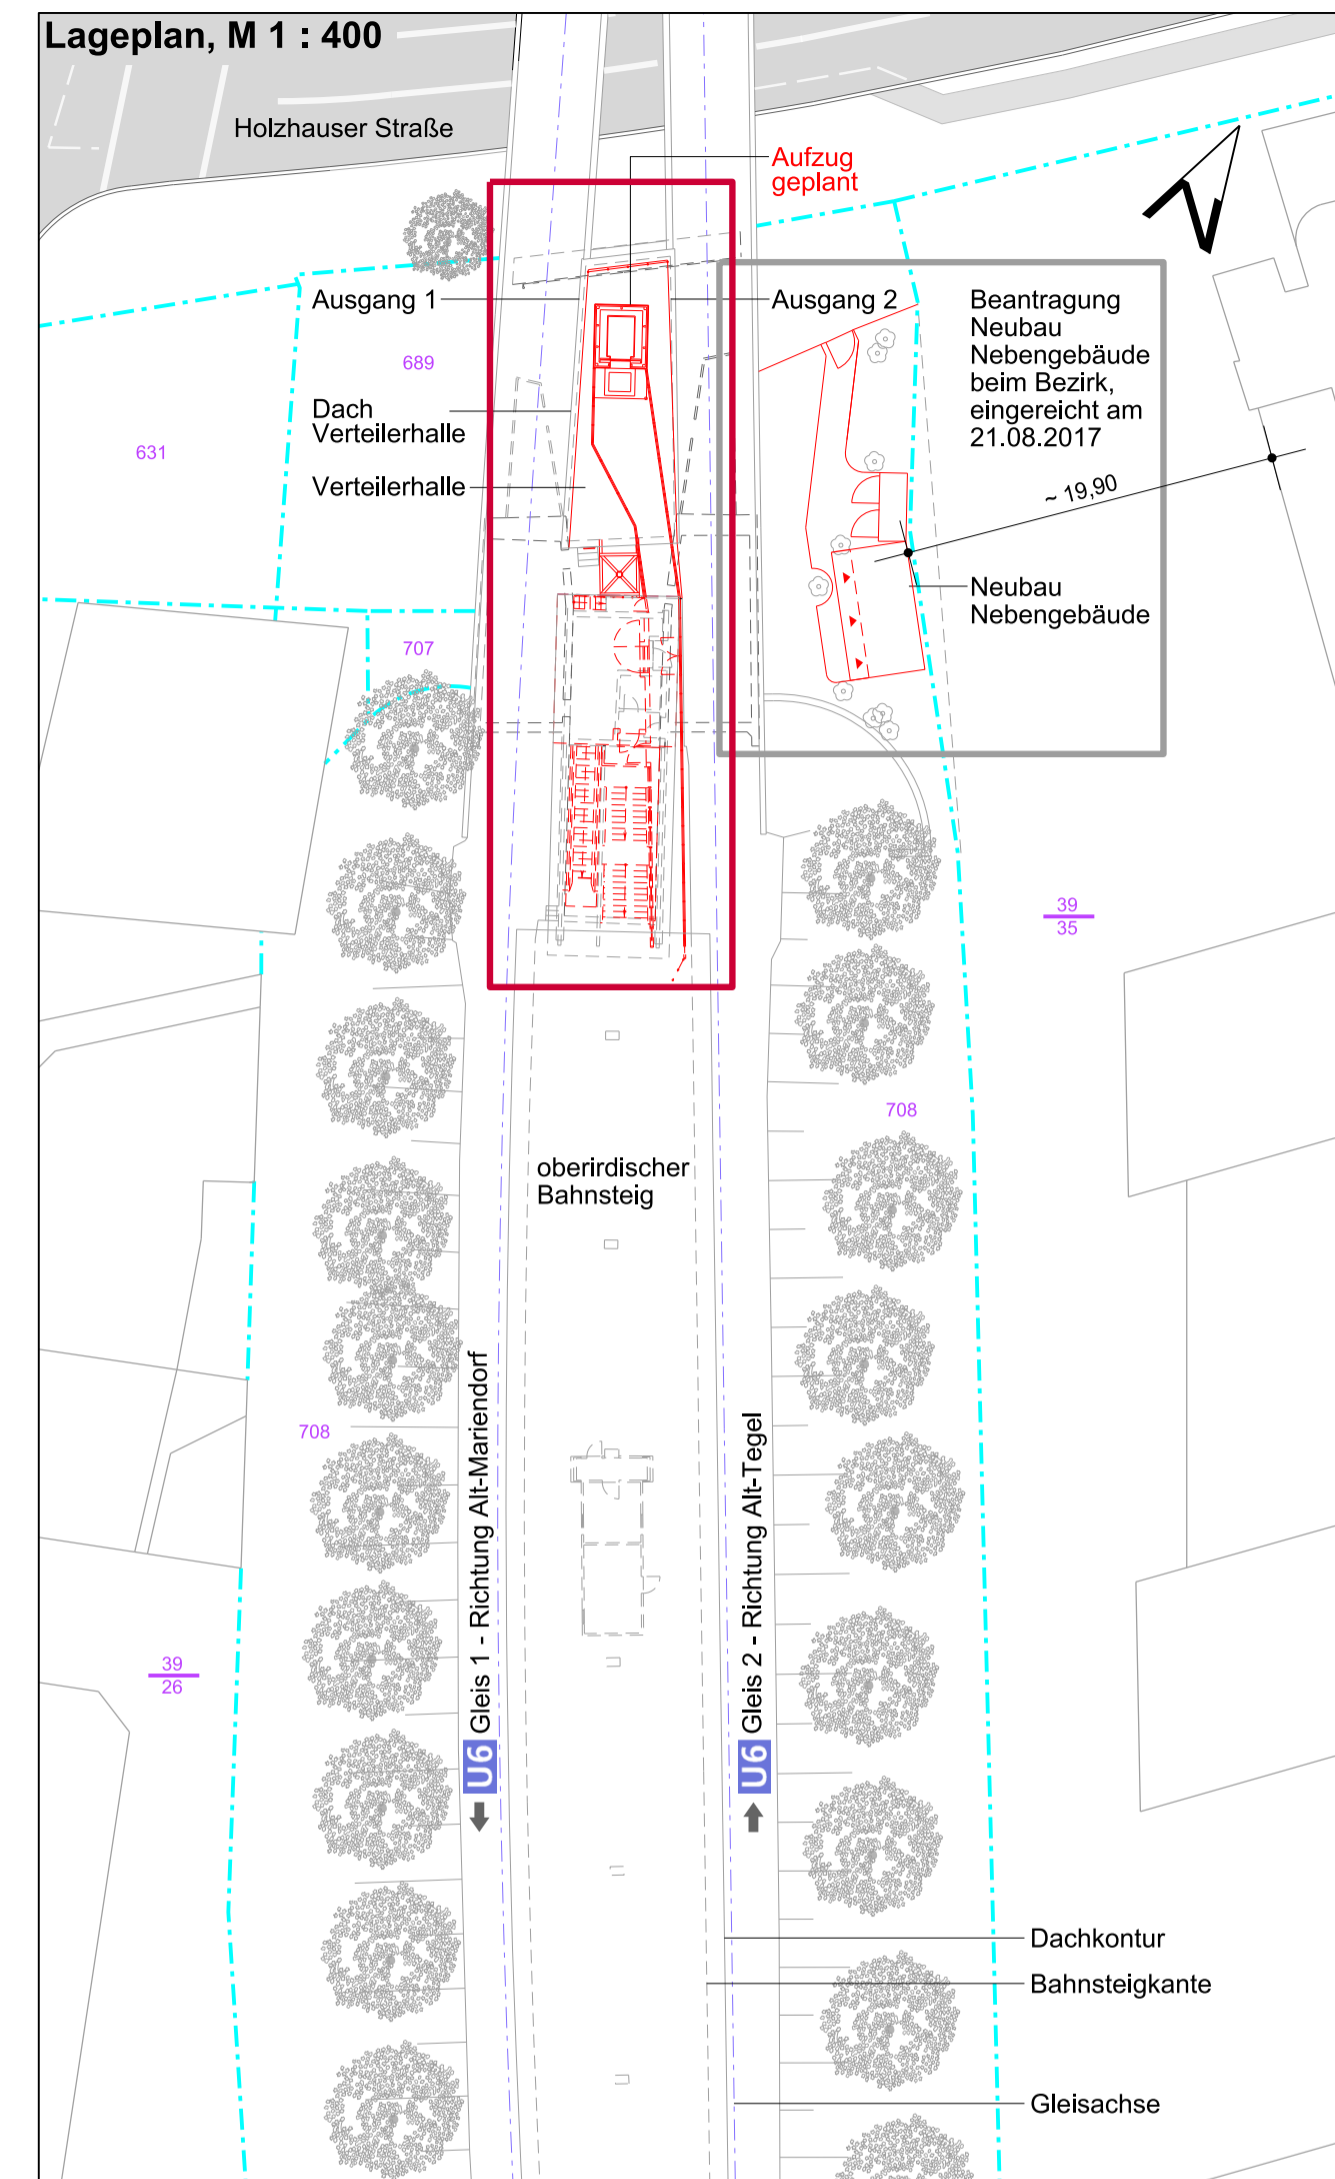 Lageplan, M 1 : 400
Holzhauser Straße
Aufzug
geplant
N
Ausgang 1
Ausgang 2
Beantragung
Neubau
Nebengebäude
beim Bezirk,
eingereicht am
21.08.2017
689
Dach
Verteilerhalle
631
Verteilerhalle
~ 19,90
Neubau
Nebengebäude
707
39
35
708
oberirdischer
Bahnsteig
708
U6 Gleis 1 - Richtung Alt-Mariendorf
U6 Gleis 2 - Richtung Alt-Tegel
39
26
Dachkontur
Bahnsteigkante
Gleisachse